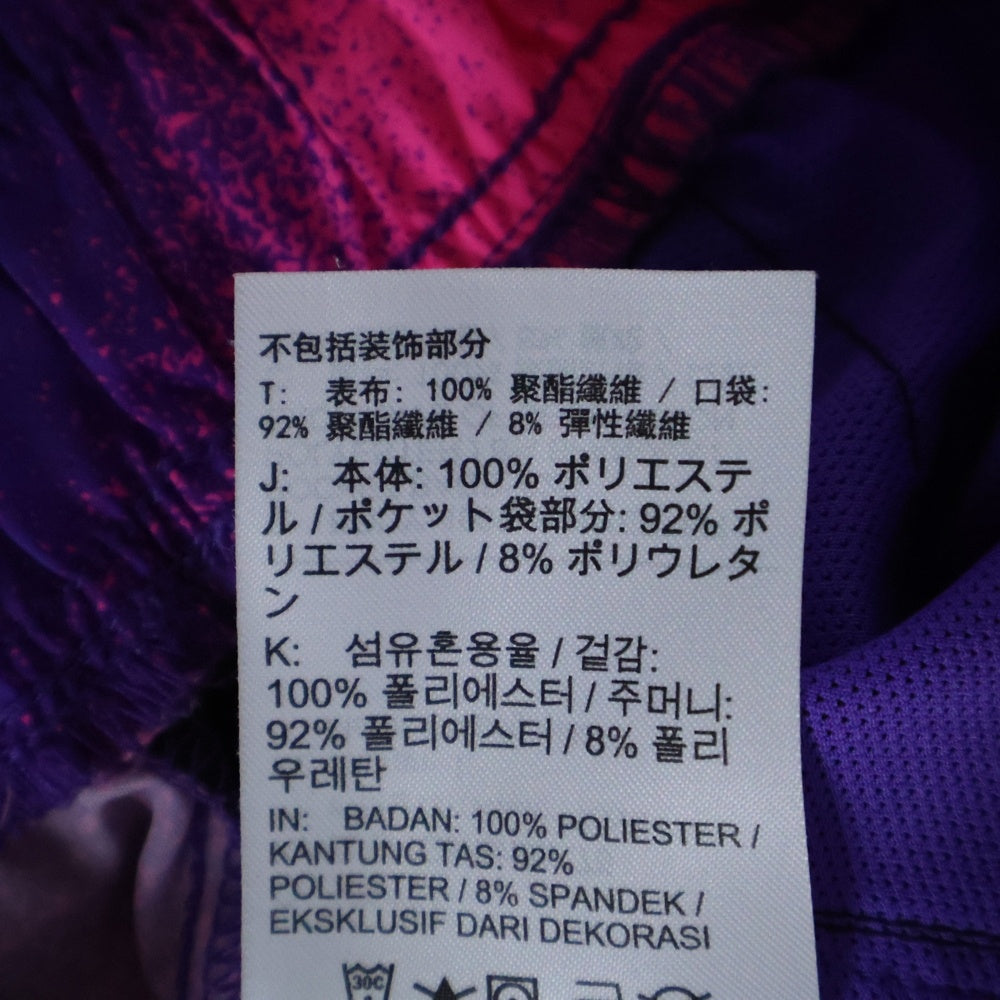 不包括装饰部分
T: 表布: 100% 聚酯纖維 / 口袋:
92% 聚酯纖維 / 8% 彈性纖維
J: 本体: 100% ポリエステ
ル / ポケット袋部分: 92% ポ
リエステル / 8% ポリウレタ
ン
K: 섬유혼용율 / 겉감:
100% 폴리에스터 / 주머니:
92% 폴리에스터 / 8% 폴리
우레탄
IN: BADAN: 100% POLIESTER /
KANTUNG TAS: 92%
POLIESTER / 8% SPANDEK /
EKSKLUSIF DARI DEKORASI
30C